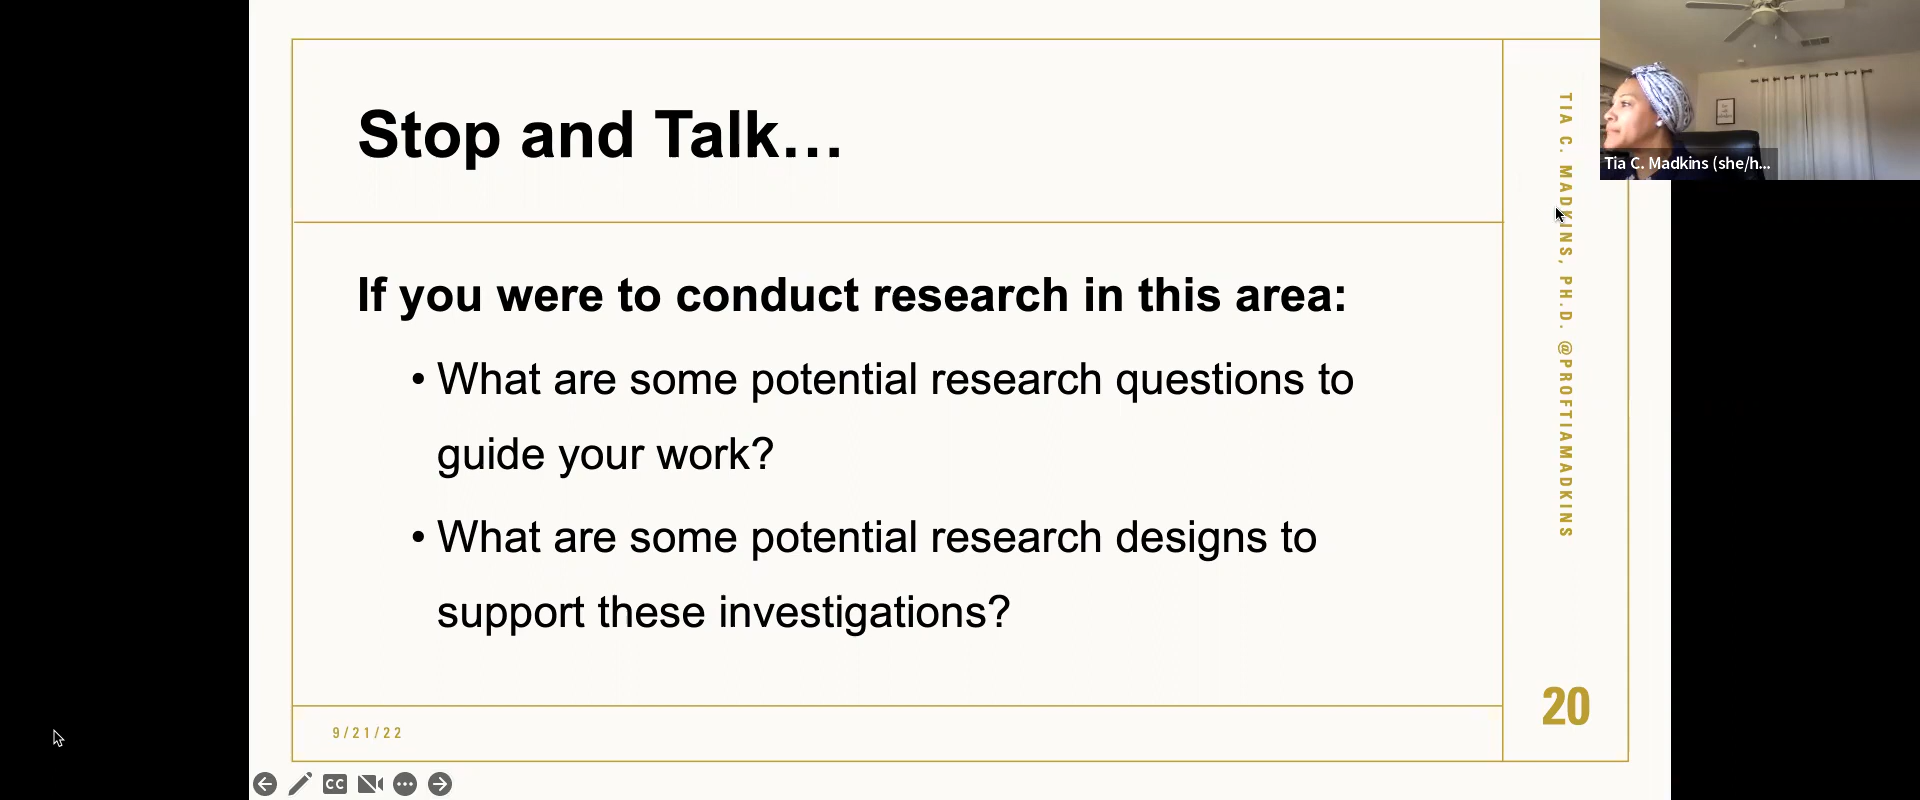 Stop and Talk...
If you were to conduct research in this area:
• What are some potential research questions to
guide your work?
• What are some potential research designs to
support these investigations?
9/21/22
TIA C. MADKINS, PH.D. @PROFTIAMADKINS
20
Tia C. Madkins (she/h...
CC